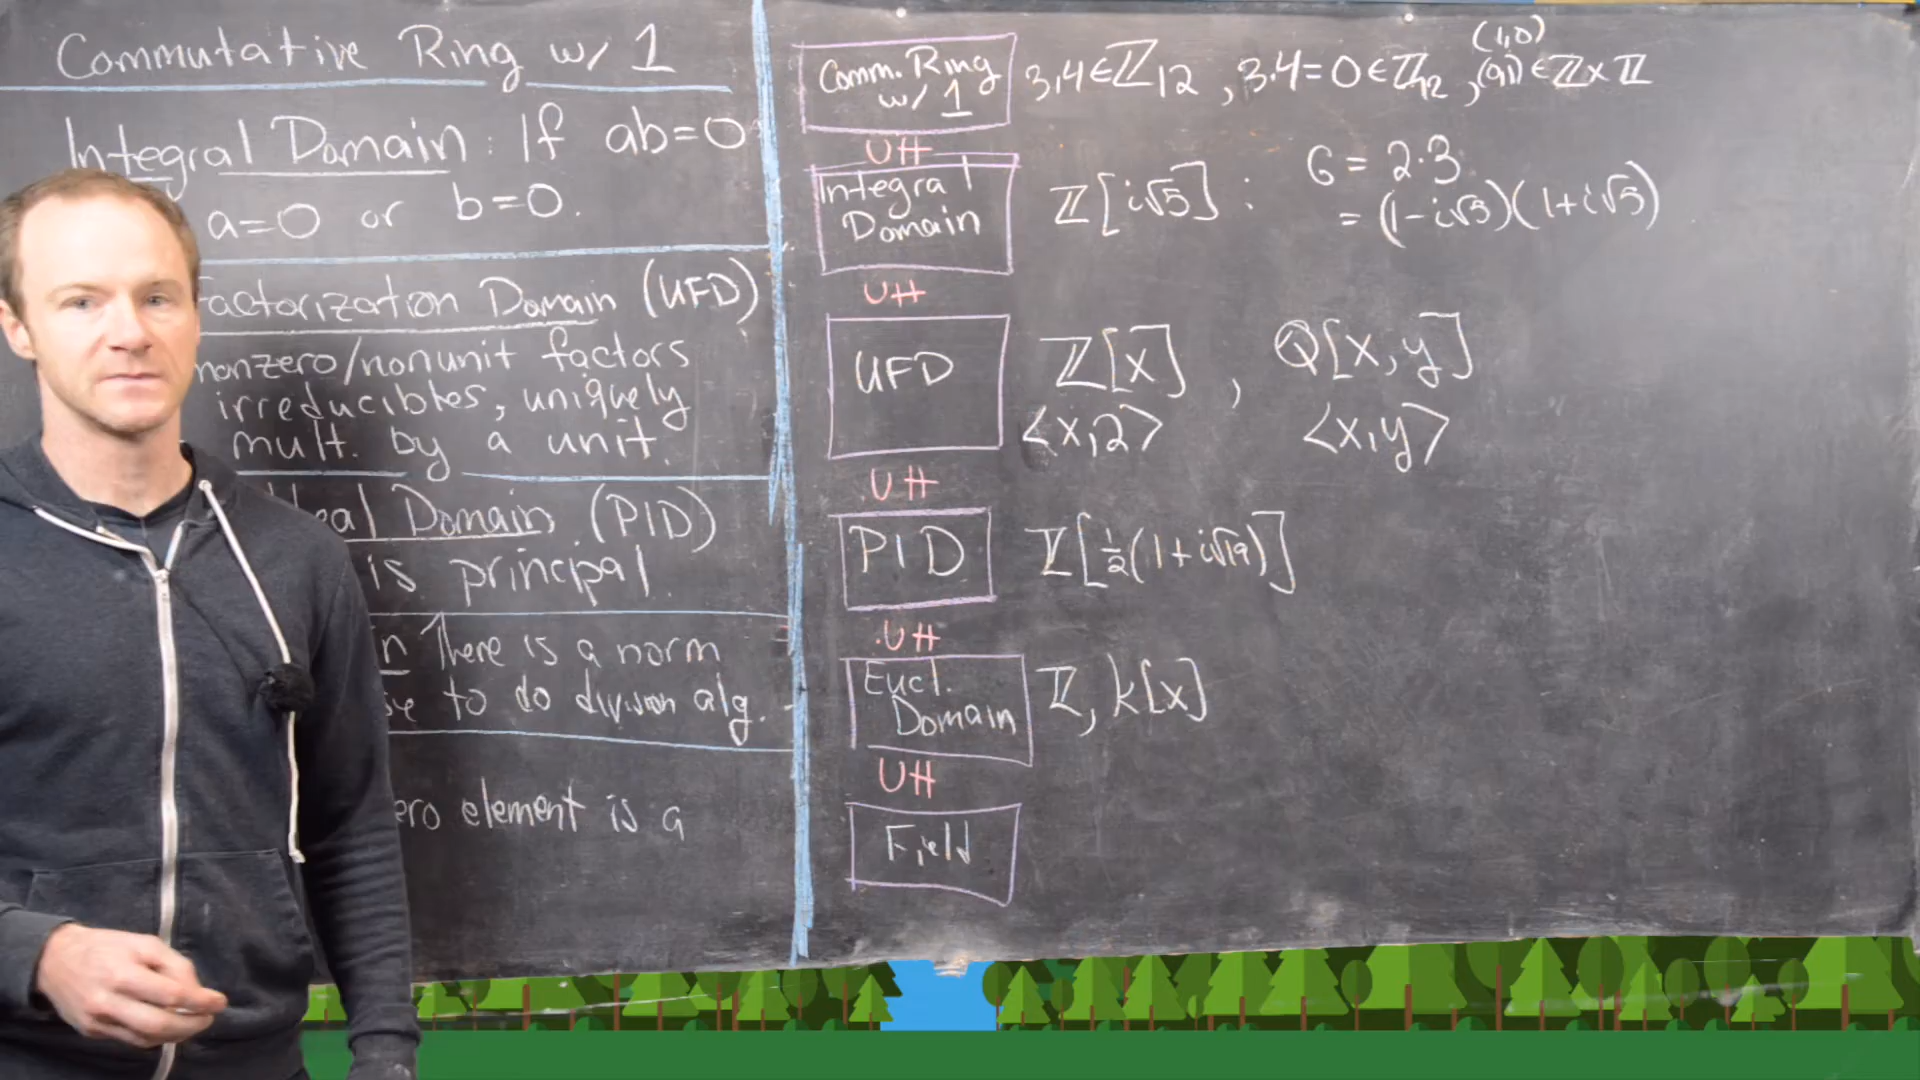 Commutative Ring w/ 1
Integral Domain: If ab=0
a=0 or b=0.
Factorization Domain (UFD)
nonzero/nonunit factors
irreducibles, uniquely
mult. by a unit.
eal Domain (PID)
is principal.
n There is a norm
se to do division alg.
ero element is a
Comm. Ring
w/ 1
3,4∈ℤ12 , 3·4=0∈ℤ12 , (1,0)
(0,1) ∈ℤ×ℤ
U∦
Integral
Domain
ℤ[i√5] : 6 = 2·3
= (1-i√5)(1+i√5)
U∦
UFD
ℤ[x] , Q[x,y]
<x,2> <x,y>
U∦
PID
ℤ[½(1+i√19)]
U∦
Eucl.
Domain
ℤ, k[x]
U∦
Field